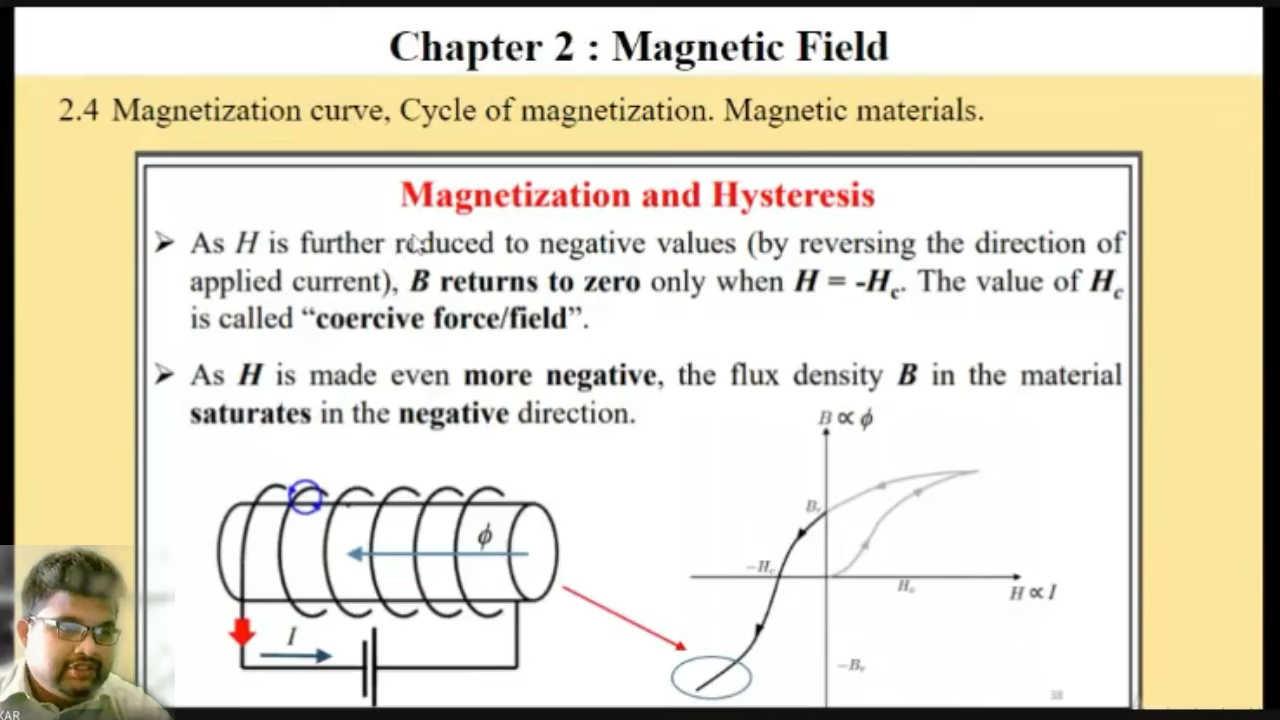 Chapter 2 : Magnetic Field
2.4 Magnetization curve, Cycle of magnetization. Magnetic materials.
Magnetization and Hysteresis
➢ As H is further reduced to negative values (by reversing the direction of
applied current), B returns to zero only when H = -Hc. The value of Hc
is called “coercive force/field”.
➢ As H is made even more negative, the flux density B in the material
saturates in the negative direction.
B ∝ ϕ
Br
ϕ
-Hc
Hc
H ∝ I
I
-Br
38
KAR